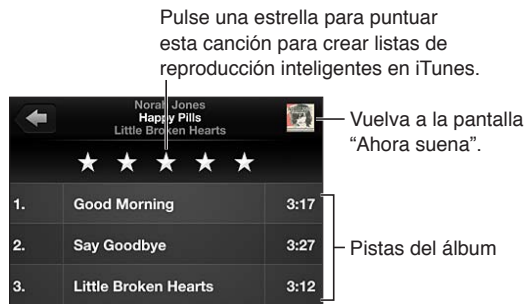 Pulse una estrella para puntuar
esta canción para crear listas de
reproducción inteligentes en iTunes.
Norah Jones
Happy Pills
Little Broken Hearts
Vuelva a la pantalla
“Ahora suena”.
1. Good Morning 3:17
2. Say Goodbye 3:27
3. Little Broken Hearts 3:12
Pistas del álbum